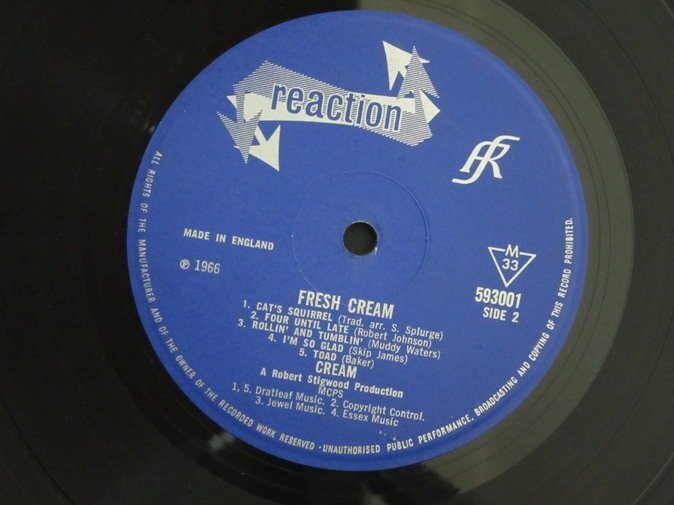 reaction
RSO
MADE IN ENGLAND
℗ 1966
M
33
593001
SIDE 2
FRESH CREAM
1. CAT'S SQUIRREL (Trad. arr. S. Splurge)
2. FOUR UNTIL LATE (Robert Johnson)
3. ROLLIN' AND TUMBLIN' (Muddy Waters)
4. I'M SO GLAD (Skip James)
5. TOAD (Baker)
CREAM
A Robert Stigwood Production
MCPS
1, 5. Dratleaf Music. 2. Copyright Control.
3. Jewel Music. 4. Essex Music
ALL RIGHTS OF THE MANUFACTURER AND OF THE OWNER OF THE RECORDED WORK RESERVED · UNAUTHORISED PUBLIC PERFORMANCE, BROADCASTING AND COPYING OF THIS RECORD PROHIBITED.